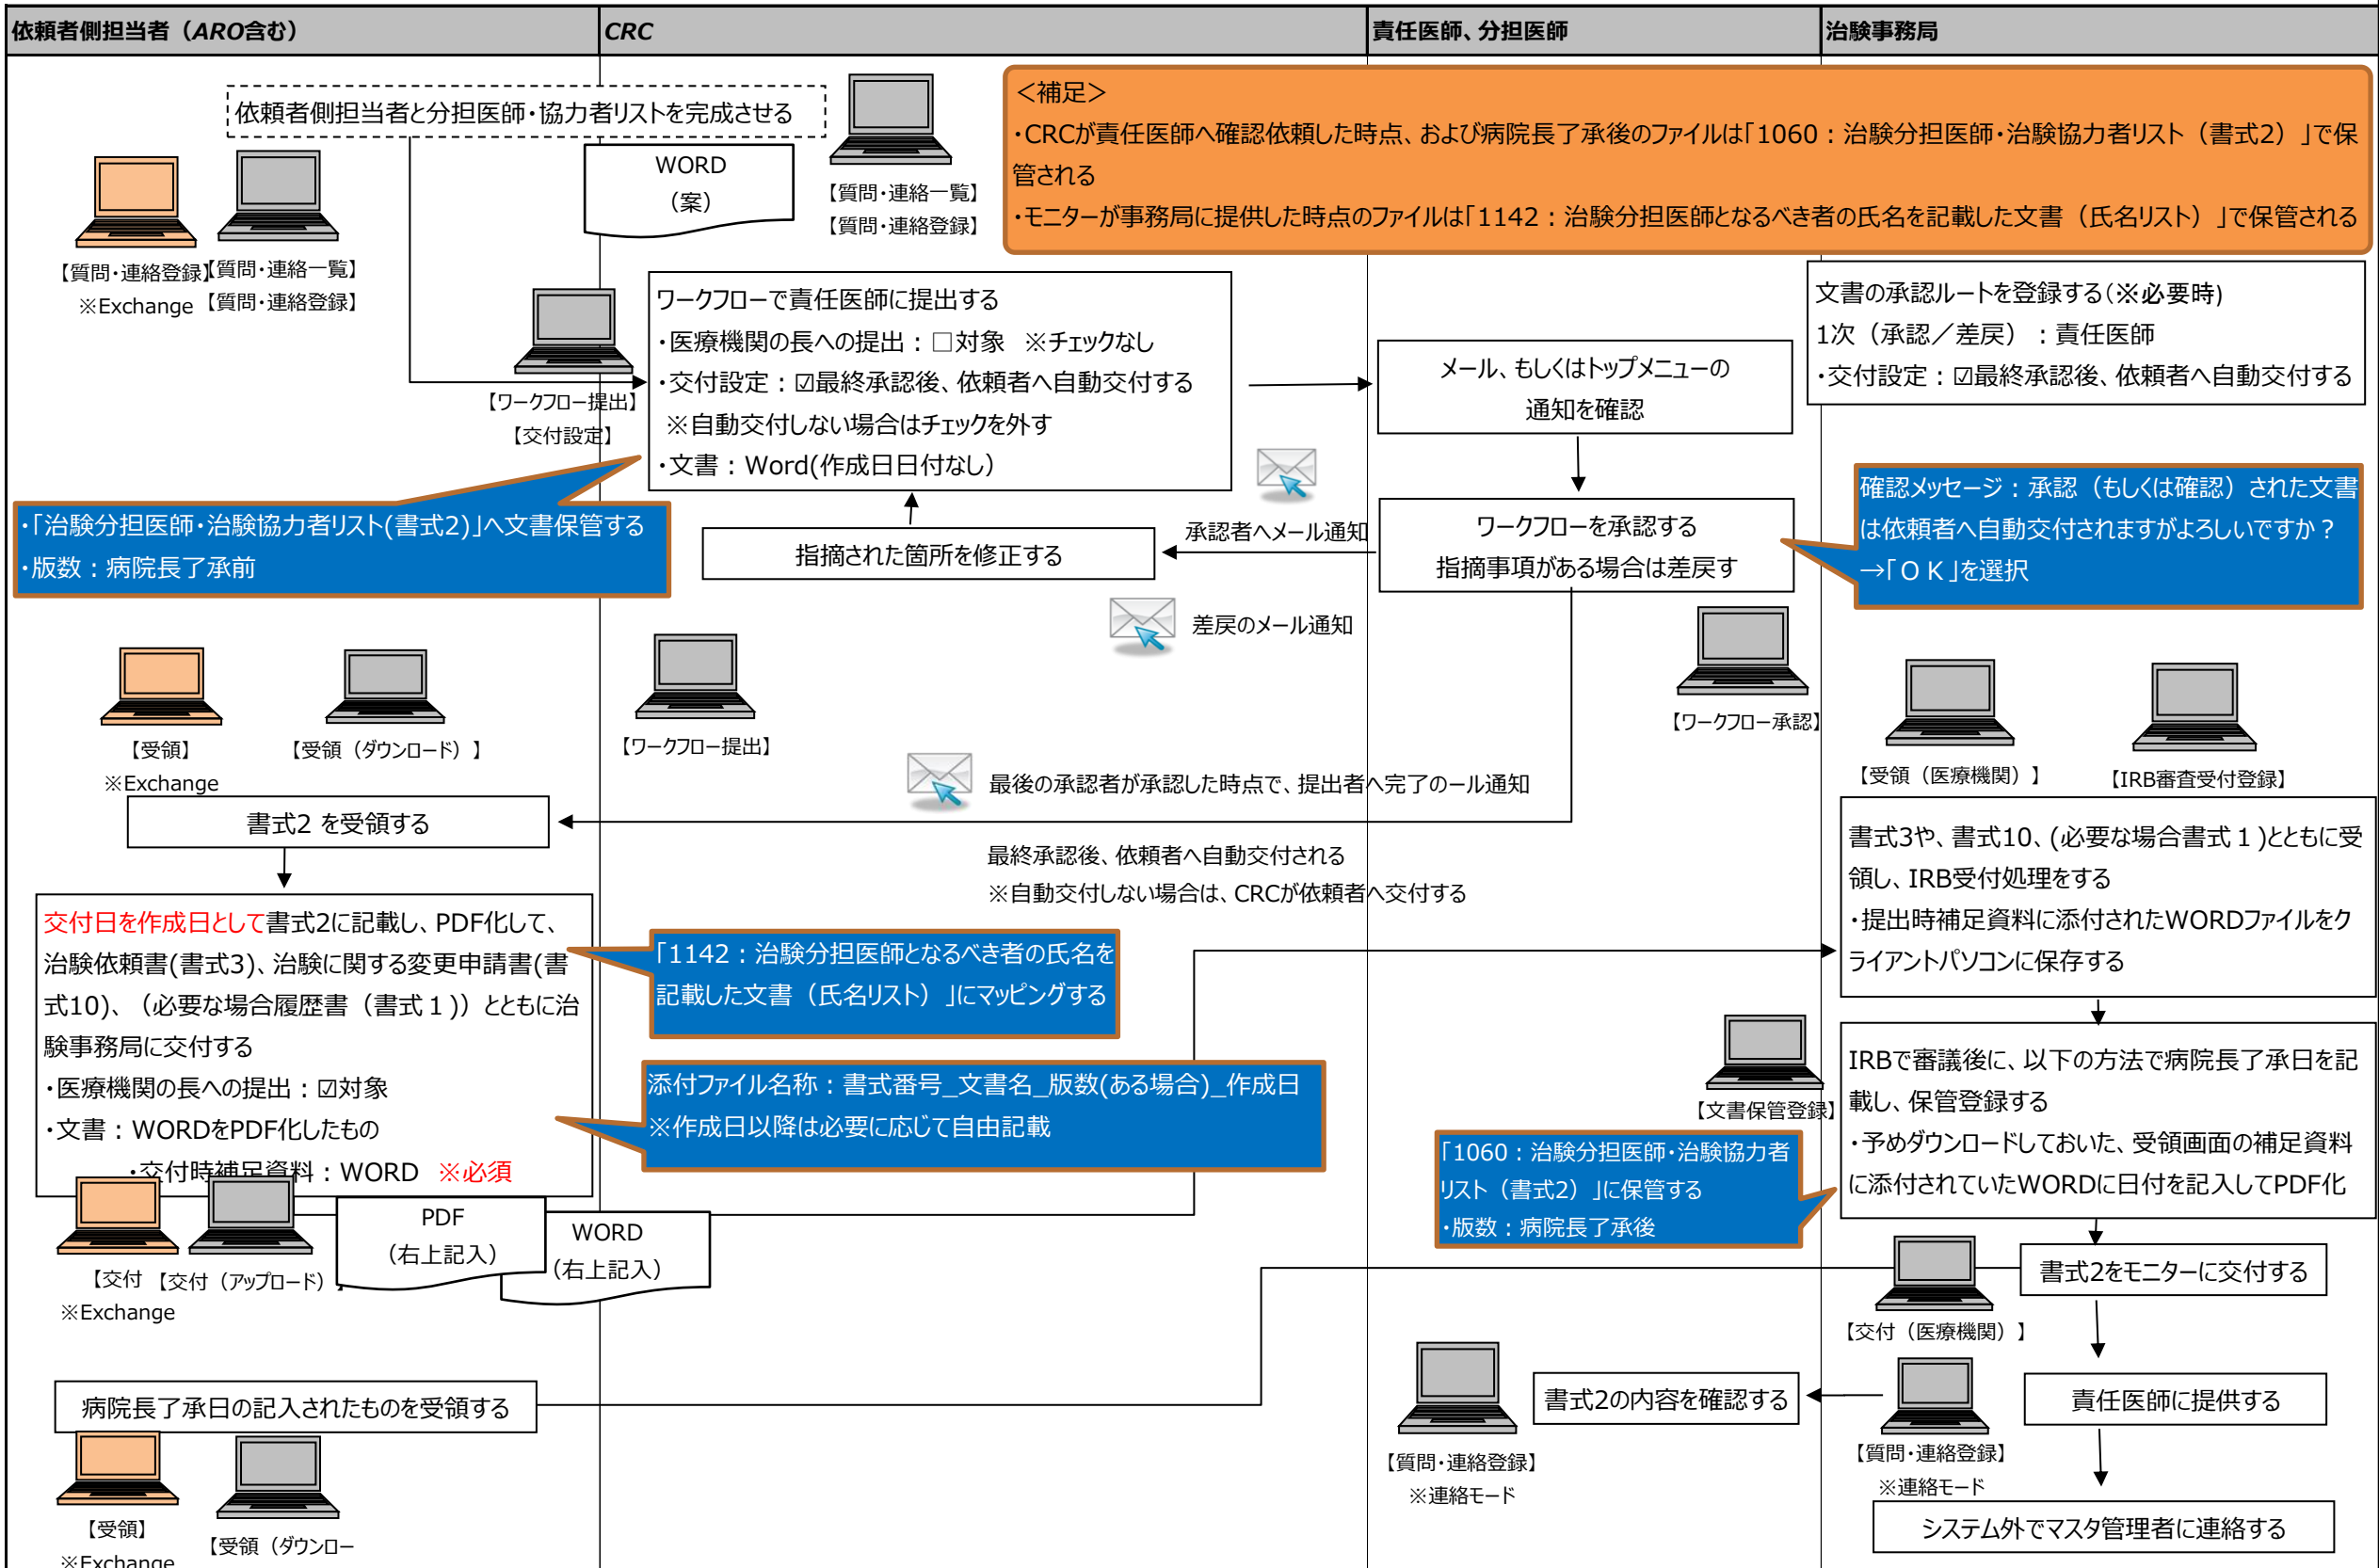 依頼者側担当者（ARO含む）
CRC
責任医師、分担医師
治験事務局
依頼者側担当者と分担医師・協力者リストを完成させる
【質問・連絡登録】
※Exchange
【質問・連絡一覧】
【質問・連絡登録】
WORD
（案）
【質問・連絡一覧】
【質問・連絡登録】
＜補足＞
・CRCが責任医師へ確認依頼した時点、および病院長了承後のファイルは「1060：治験分担医師・治験協力者リスト（書式2）」で保
管される
・モニターが事務局に提供した時点のファイルは「1142：治験分担医師となるべき者の氏名を記載した文書（氏名リスト）」で保管される
【ワークフロー提出】
【交付設定】
ワークフローで責任医師に提出する
・医療機関の長への提出：□対象　※チェックなし
・交付設定：☑最終承認後、依頼者へ自動交付する
※自動交付しない場合はチェックを外す
・文書：Word(作成日日付なし）
メール、もしくはトップメニューの
通知を確認
文書の承認ルートを登録する(※必要時)
1次（承認／差戻）：責任医師
・交付設定：☑最終承認後、依頼者へ自動交付する
・「治験分担医師・治験協力者リスト(書式2)」へ文書保管する
・版数：病院長了承前
指摘された箇所を修正する
承認者へメール通知
ワークフローを承認する
指摘事項がある場合は差戻す
確認メッセージ：承認（もしくは確認）された文書
は依頼者へ自動交付されますがよろしいですか？
→「ＯＫ」を選択
差戻のメール通知
【受領】
※Exchange
【受領（ダウンロード）】
【ワークフロー提出】
【ワークフロー承認】
【受領（医療機関）】
【IRB審査受付登録】
最後の承認者が承認した時点で、提出者へ完了のール通知
書式2 を受領する
最終承認後、依頼者へ自動交付される
※自動交付しない場合は、CRCが依頼者へ交付する
書式3や、書式10、(必要な場合書式１)とともに受
領し、IRB受付処理をする
・提出時補足資料に添付されたWORDファイルをク
ライアントパソコンに保存する
交付日を作成日として書式2に記載し、PDF化して、
治験依頼書(書式3)、治験に関する変更申請書(書
式10)、（必要な場合履歴書（書式１)）とともに治
験事務局に交付する
・医療機関の長への提出：☑対象
・文書：WORDをPDF化したもの
・交付時補足資料：WORD　※必須
「1142：治験分担医師となるべき者の氏名を
記載した文書（氏名リスト）」にマッピングする
添付ファイル名称：書式番号_文書名_版数(ある場合)_作成日
※作成日以降は必要に応じて自由記載
【文書保管登録】
IRBで審議後に、以下の方法で病院長了承日を記
載し、保管登録する
・予めダウンロードしておいた、受領画面の補足資料
に添付されていたWORDに日付を記入してPDF化
「1060：治験分担医師・治験協力者
リスト（書式2）」に保管する
・版数：病院長了承後
【交付
※Exchange
【交付（アップロード）】
PDF
（右上記入）
WORD
（右上記入）
書式2をモニターに交付する
【交付（医療機関）】
病院長了承日の記入されたものを受領する
書式2の内容を確認する
責任医師に提供する
【質問・連絡登録】
※連絡モード
【質問・連絡登録】
※連絡モード
【受領】
※Exchange
【受領（ダウンロー
システム外でマスタ管理者に連絡する